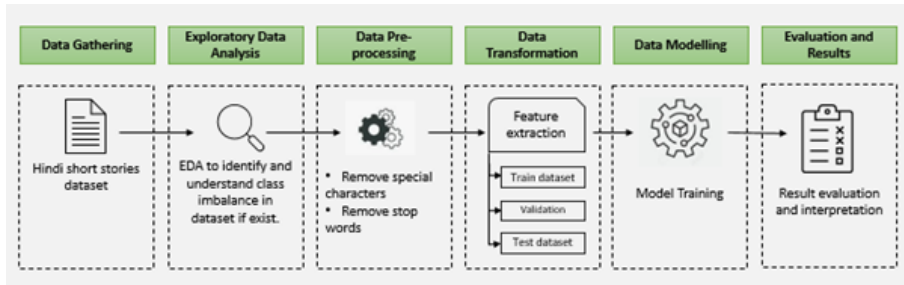 Data Gathering
Exploratory Data
Analysis
Data Pre-
processing
Data
Transformation
Data Modelling
Evaluation and
Results
Hindi short stories
dataset
EDA to identify and
understand class
imbalance in
dataset if exist.
• Remove special
characters
• Remove stop
words
Feature
extraction
Train dataset
Validation
Test dataset
Model Training
Result evaluation
and interpretation